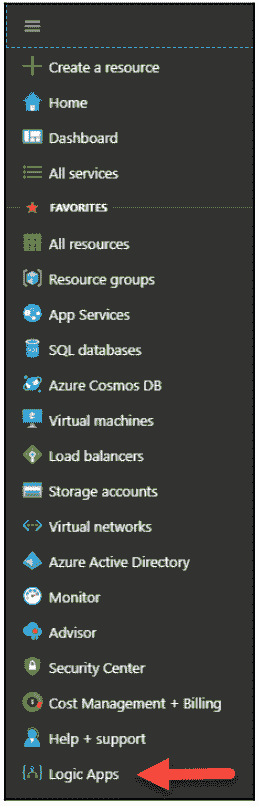 Create a resource
Home
Dashboard
All services
FAVORITES
All resources
Resource groups
App Services
SQL databases
Azure Cosmos DB
Virtual machines
Load balancers
Storage accounts
Virtual networks
Azure Active Directory
Monitor
Advisor
Security Center
Cost Management + Billing
Help + support
Logic Apps